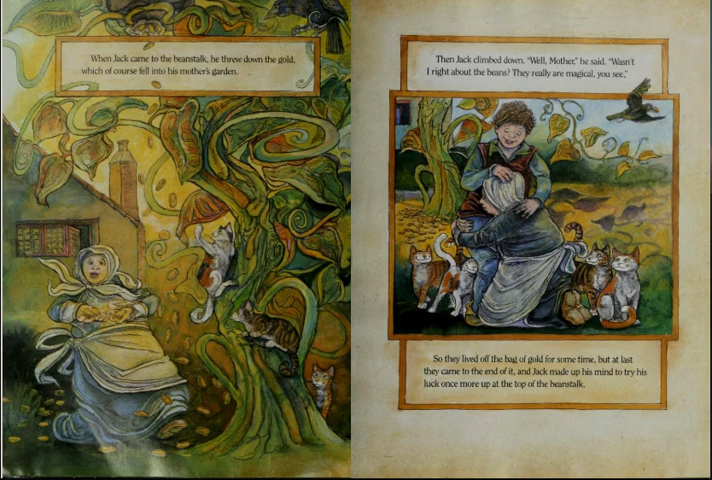 When Jack came to the beanstalk, he threw down the gold,
which of course fell into his mother's garden.
Then Jack climbed down. "Well, Mother," he said. "Wasn't
I right about the beans? They really are magical, you see."
So they lived off the bag of gold for some time, but at last
they came to the end of it, and Jack made up his mind to try his
luck once more up at the top of the beanstalk.